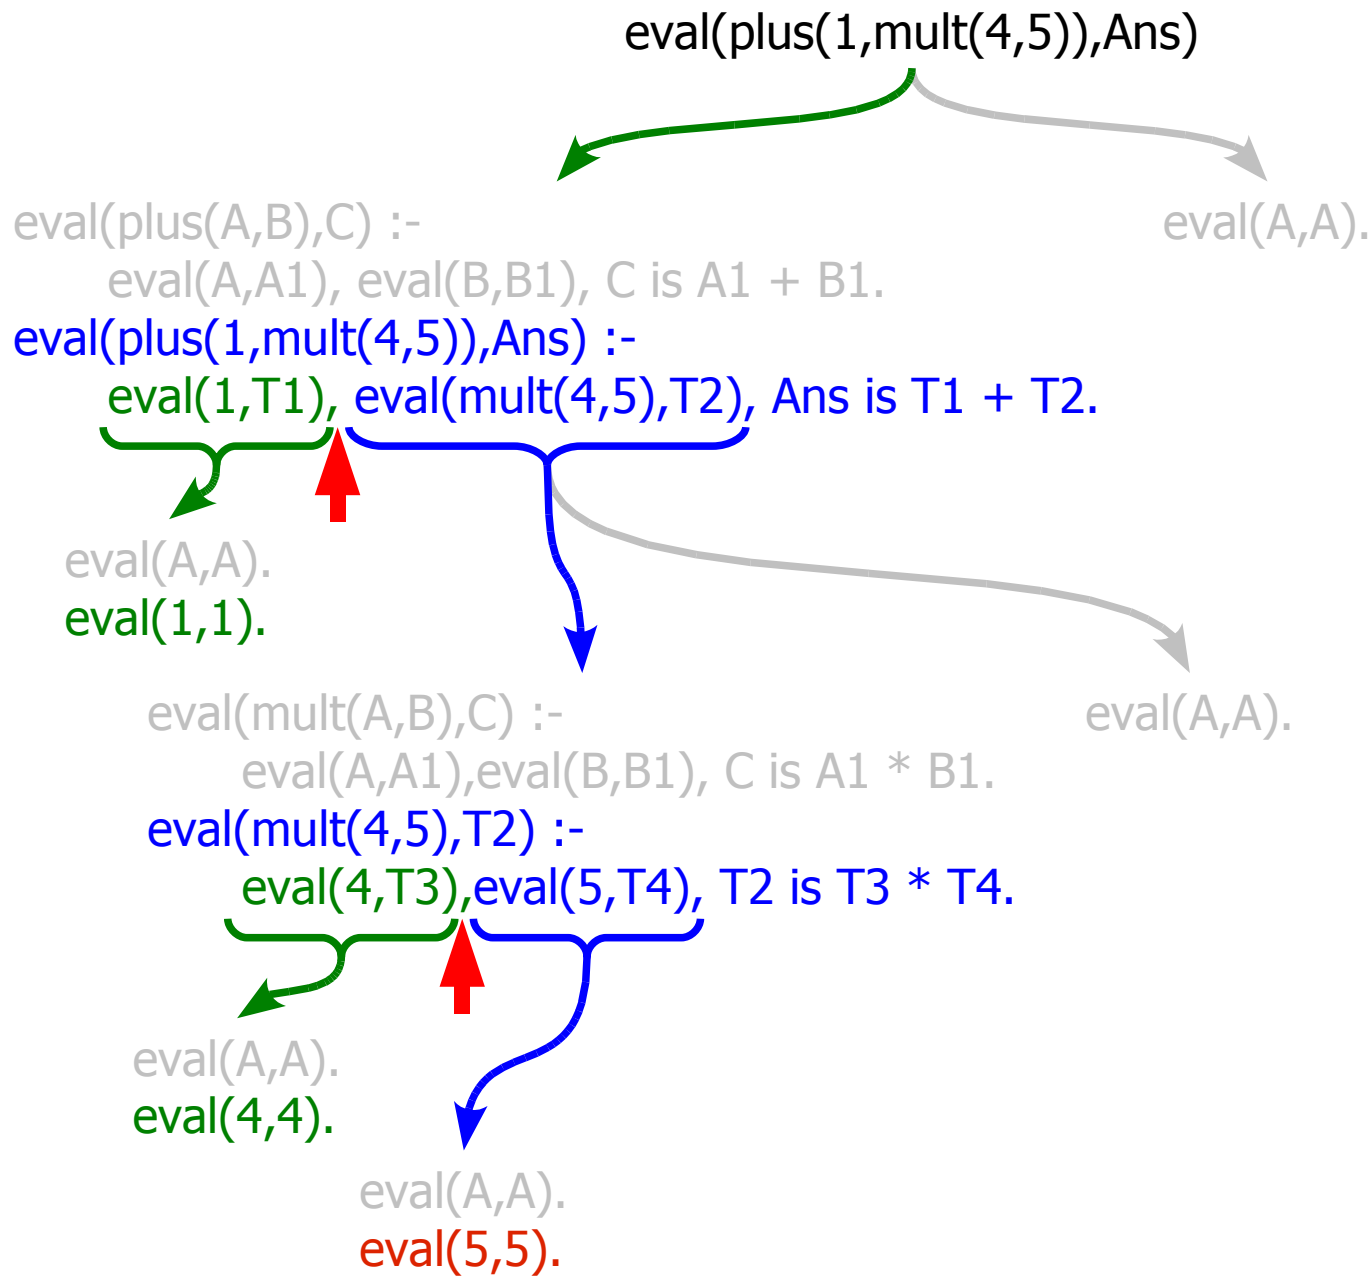 eval(plus(1,mult(4,5)),Ans)
eval(plus(A,B),C) :-
eval(A,A).
eval(A,A1), eval(B,B1), C is A1 + B1.
eval(plus(1,mult(4,5)),Ans) :-
eval(1,T1), eval(mult(4,5),T2), Ans is T1 + T2.
eval(A,A).
eval(1,1).
eval(mult(A,B),C) :-
eval(A,A).
eval(A,A1),eval(B,B1), C is A1 * B1.
eval(mult(4,5),T2) :-
eval(4,T3),eval(5,T4), T2 is T3 * T4.
eval(A,A).
eval(4,4).
eval(A,A).
eval(5,5).